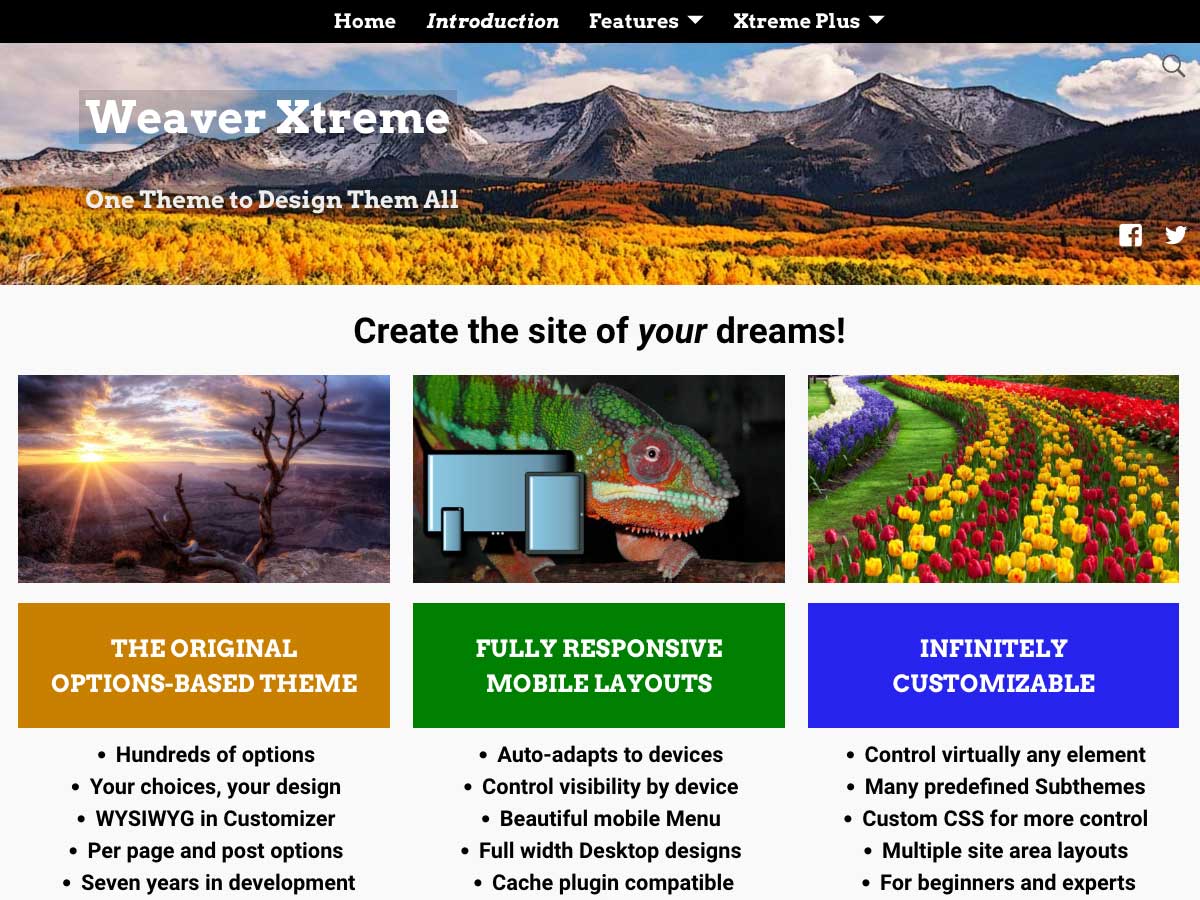 Home Introduction Features Xtreme Plus
Weaver Xtreme
One Theme to Design Them All
Create the site of your dreams!
THE ORIGINAL
OPTIONS-BASED THEME
• Hundreds of options
• Your choices, your design
• WYSIWYG in Customizer
• Per page and post options
• Seven years in development
FULLY RESPONSIVE
MOBILE LAYOUTS
• Auto-adapts to devices
• Control visibility by device
• Beautiful mobile Menu
• Full width Desktop designs
• Cache plugin compatible
INFINITELY
CUSTOMIZABLE
• Control virtually any element
• Many predefined Subthemes
• Custom CSS for more control
• Multiple site area layouts
• For beginners and experts